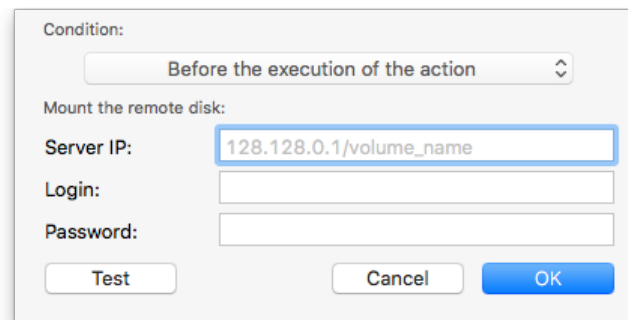 Condition:
Before the execution of the action
Mount the remote disk:
Server IP: 128.128.0.1/volume_name
Login:
Password:
Test Cancel OK